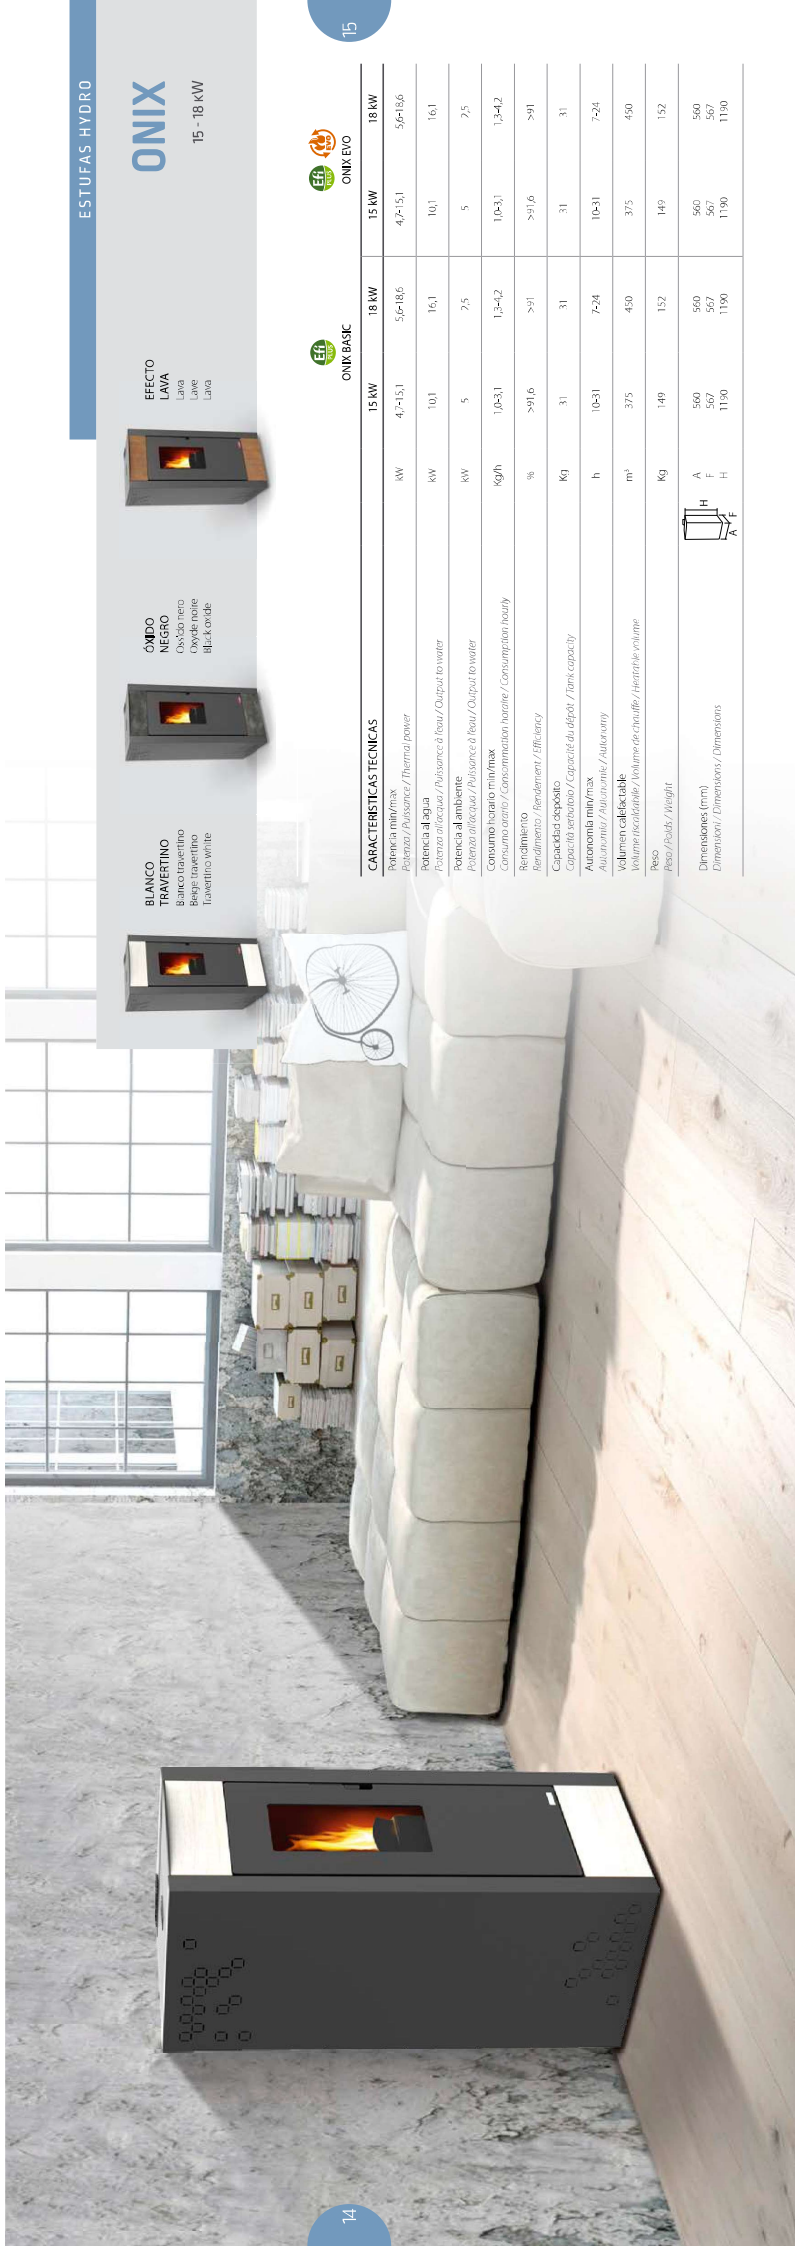 ESTUFAS HYDRO
ONIX
15 - 18 kW
BLANCO
TRAVERTINO
Bianco travertino
Beige travertino
Travertino white
ÓXIDO
NEGRO
Ossido nero
Oxyde noire
Black oxide
EFECTO
LAVA
Lava
Lave
Lava
Efi PLUS
Efi PLUS EVO
ONIX BASIC ONIX EVO
CARACTERISTICAS TECNICAS 15 kW 18 kW 15 kW 18 kW
Potencia min/max kW 4,7-15,1 5,6-18,6 4,7-15,1 5,6-18,6
Potenza / Puissance / Thermal power
Potencia al agua kW 10,1 16,1 10,1 16,1
Potenza all'acqua / Puissance à l'eau / Output to water
Potencia al ambiente kW 5 2,5 5 2,5
Potenza all'acqua / Puissance à l'eau / Output to water
Consumo horario min/max Kg/h 1,0-3,1 1,3-4,2 1,0-3,1 1,3-4,2
Consumo orario / Consommation horaire / Consumption hourly
Rendimiento % >91,6 >91 >91,6 >91
Rendimento / Rendement / Efficiency
Capacidad depósito Kg 31 31 31 31
Capacità serbatoio / Capacité du dépôt / Tank capacity
Autonomía min/max h 10-31 7-24 10-31 7-24
Autonomia / Autonomie / Autonomy
Volumen calefactable m³ 375 450 375 450
Volume riscaldabile / Volume de chauffe / Heatable volume
Peso Kg 149 152 149 152
Peso / Poids / Weight
Dimensiones (mm) A 560 560 560 560
Dimensioni / Dimensions / Dimensions F 567 567 567 567
H 1190 1190 1190 1190
H
A F
14
15